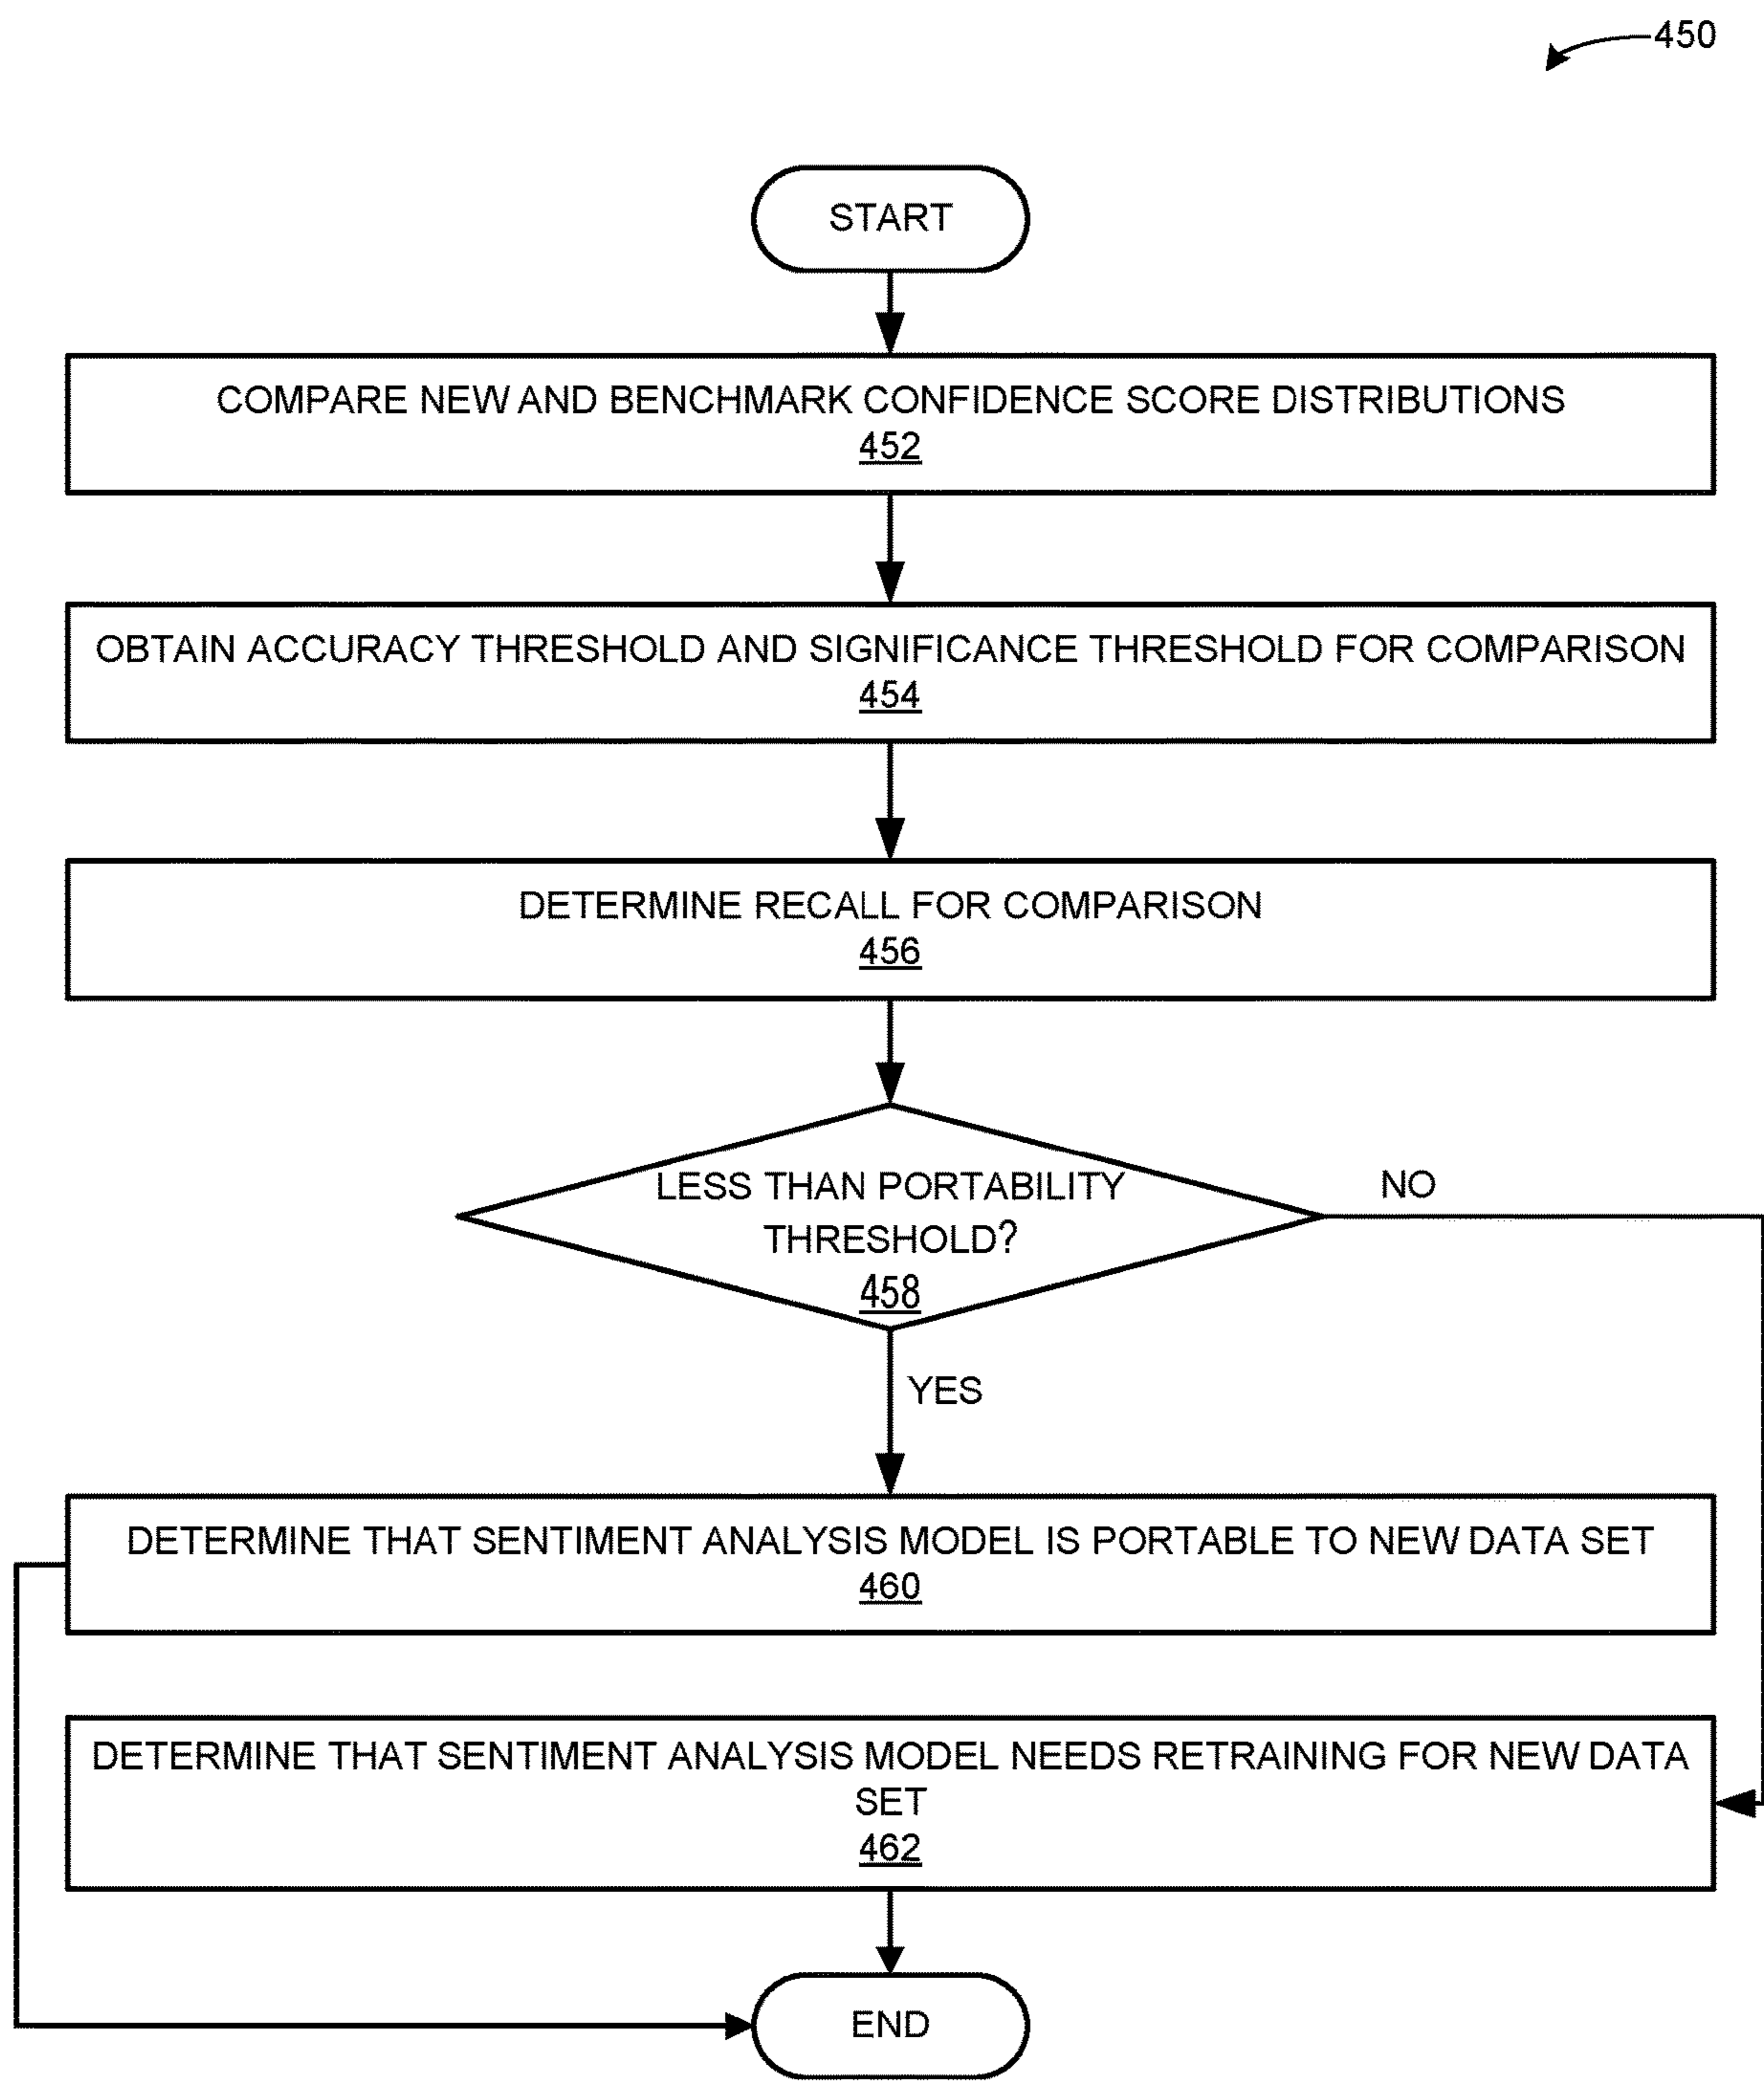 450
START
COMPARE NEW AND BENCHMARK CONFIDENCE SCORE DISTRIBUTIONS
452
OBTAIN ACCURACY THRESHOLD AND SIGNIFICANCE THRESHOLD FOR COMPARISON
454
DETERMINE RECALL FOR COMPARISON
456
LESS THAN PORTABILITY
THRESHOLD?
458
NO
YES
DETERMINE THAT SENTIMENT ANALYSIS MODEL IS PORTABLE TO NEW DATA SET
460
DETERMINE THAT SENTIMENT ANALYSIS MODEL NEEDS RETRAINING FOR NEW DATA
SET
462
END